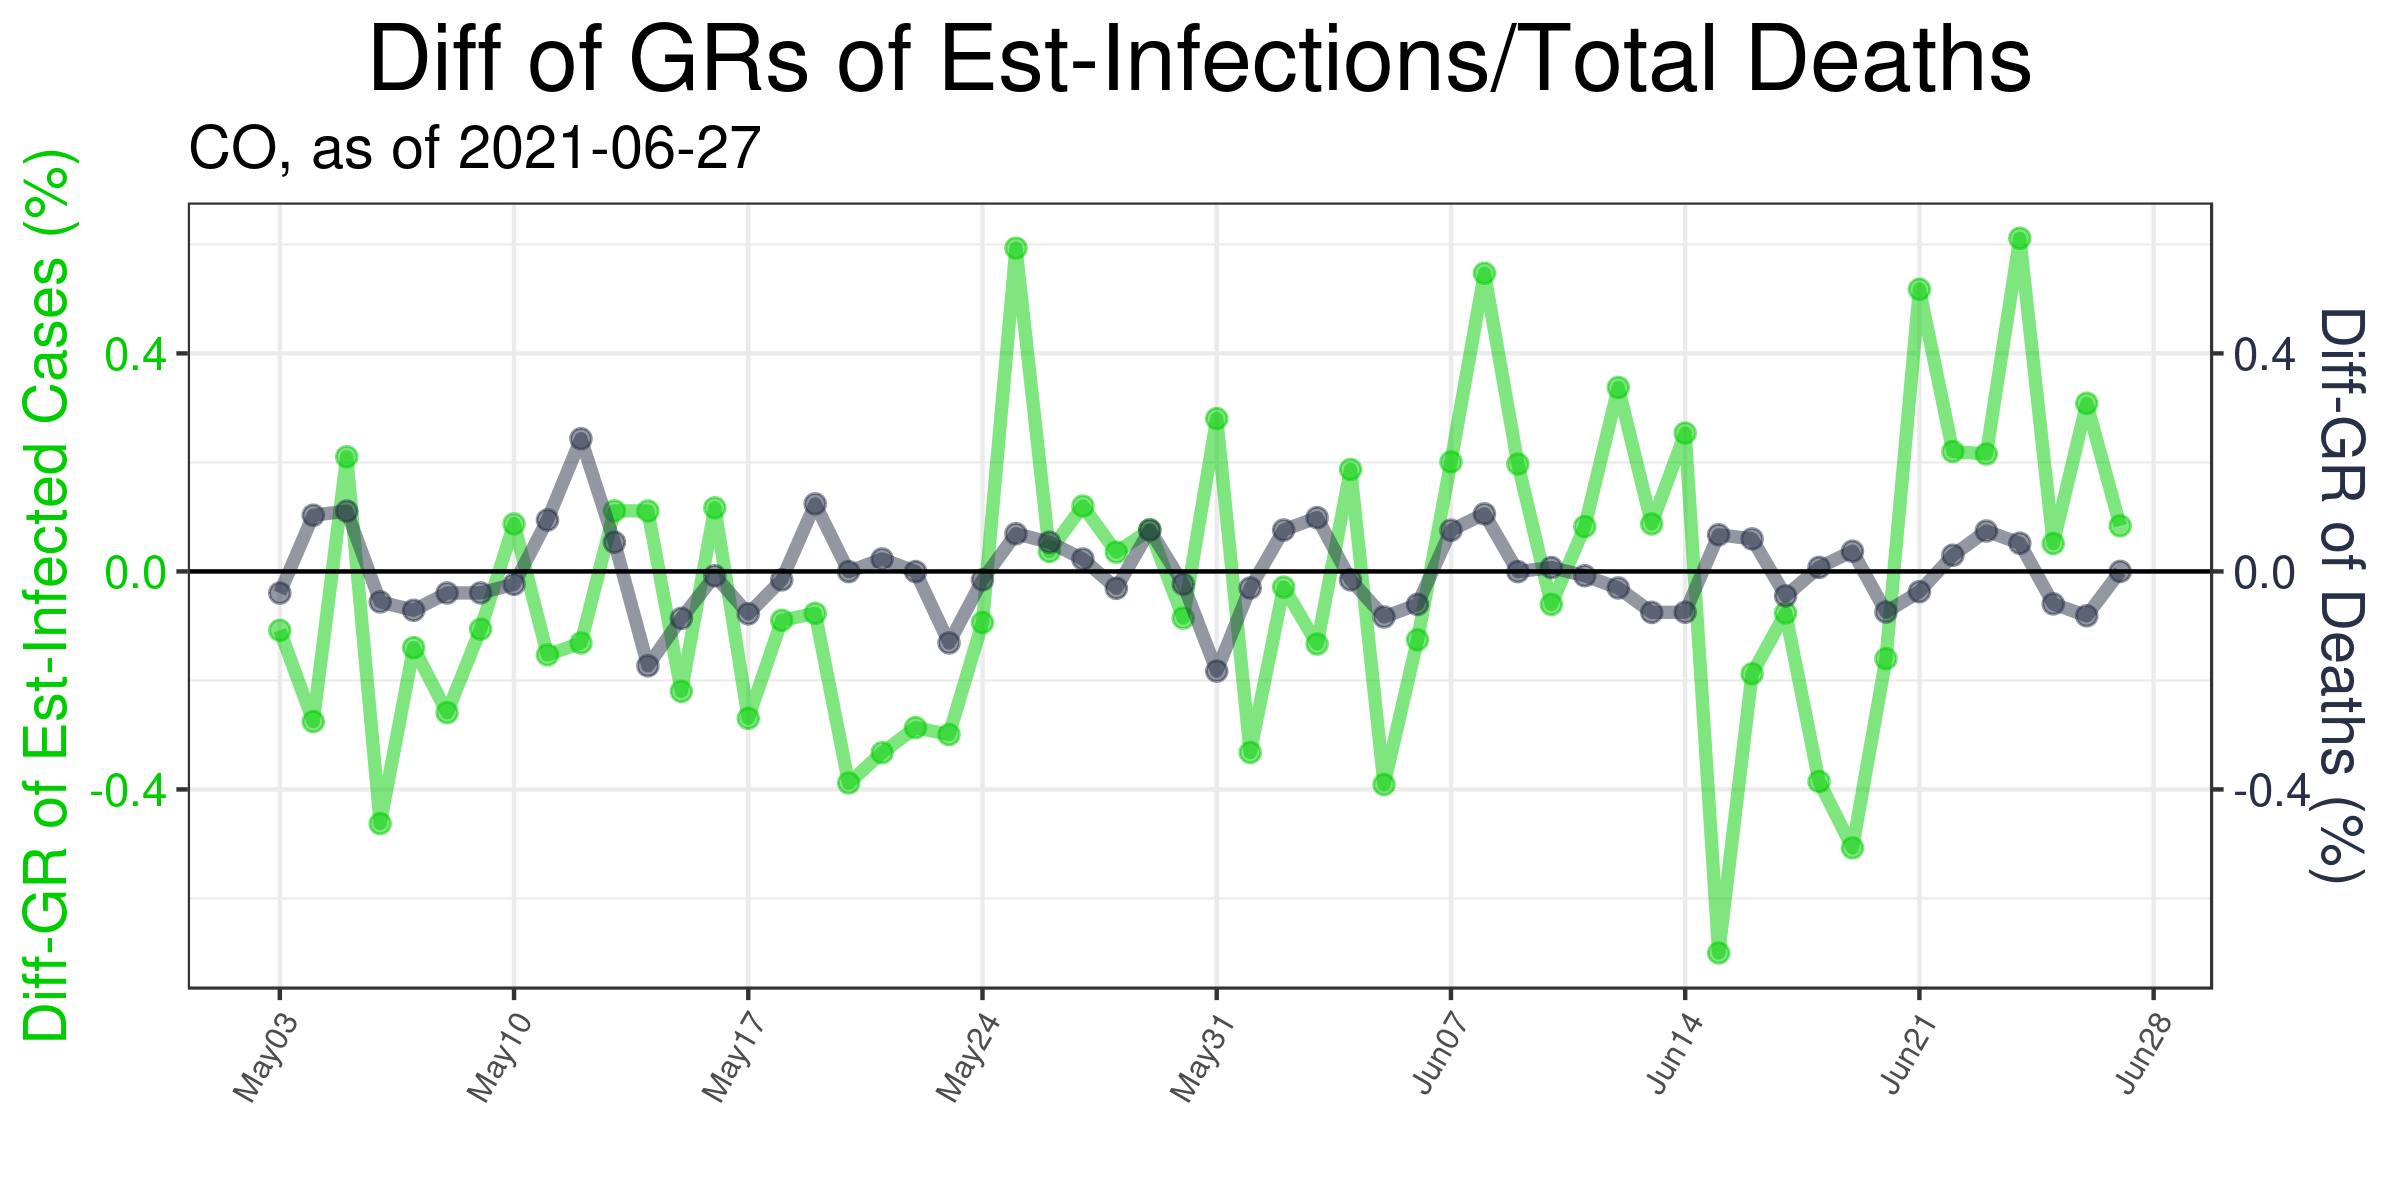 Diff of GRs of Est-Infections/Total Deaths
CO, as of 2021-06-27
Diff-GR of Est-Infected Cases (%)
0.4
0.0
-0.4
0.4
0.0
-0.4
Diff-GR of Deaths (%)
May03
May10
May17
May24
May31
Jun07
Jun14
Jun21
Jun28